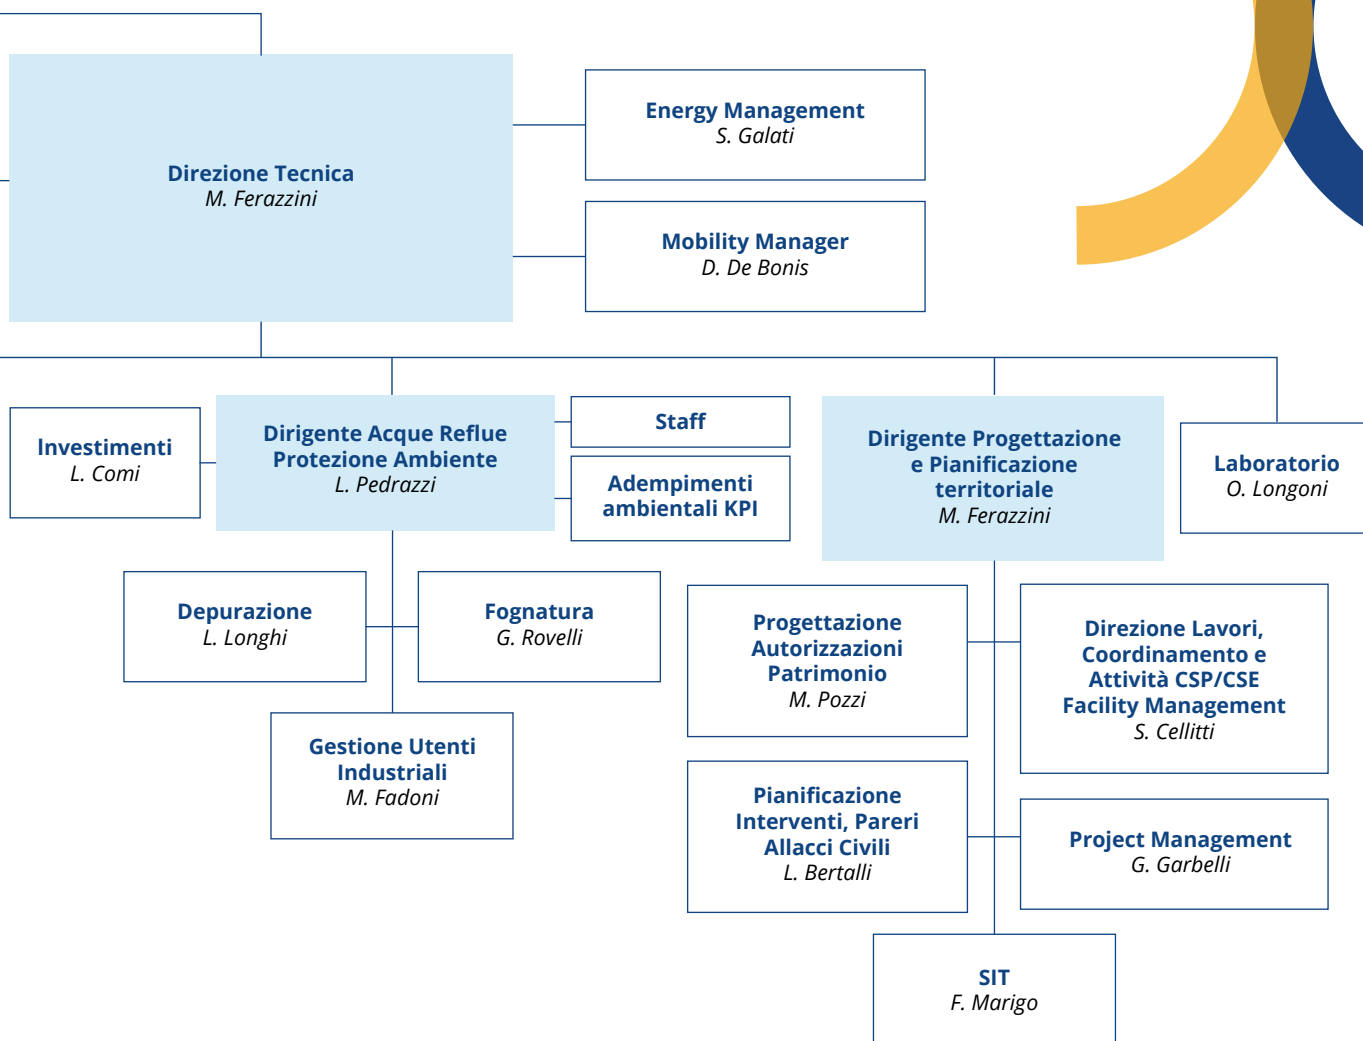 Direzione Tecnica
M. Ferazzini
Energy Management
S. Galati
Mobility Manager
D. De Bonis
Investimenti
L. Comi
Dirigente Acque Reflue
Protezione Ambiente
L. Pedrazzi
Staff
Adempimenti
ambientali KPI
Dirigente Progettazione
e Pianificazione
territoriale
M. Ferazzini
Laboratorio
O. Longoni
Depurazione
L. Longhi
Fognatura
G. Rovelli
Gestione Utenti
Industriali
M. Fadoni
Progettazione
Autorizzazioni
Patrimonio
M. Pozzi
Direzione Lavori,
Coordinamento e
Attività CSP/CSE
Facility Management
S. Cellitti
Pianificazione
Interventi, Pareri
Allacci Civili
L. Bertalli
Project Management
G. Garbelli
SIT
F. Marigo